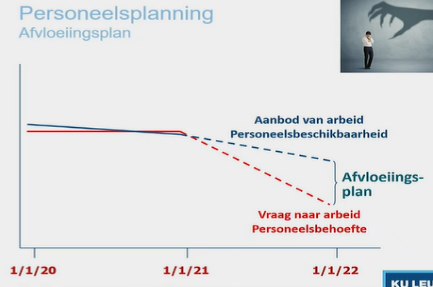 Personeelsplanning
Afvloeiingsplan
Aanbod van arbeid
Personeelsbeschikbaarheid
Afvloeiings-
plan
Vraag naar arbeid
Personeelsbehoefte
1/1/20
1/1/21
1/1/22
KU LEU